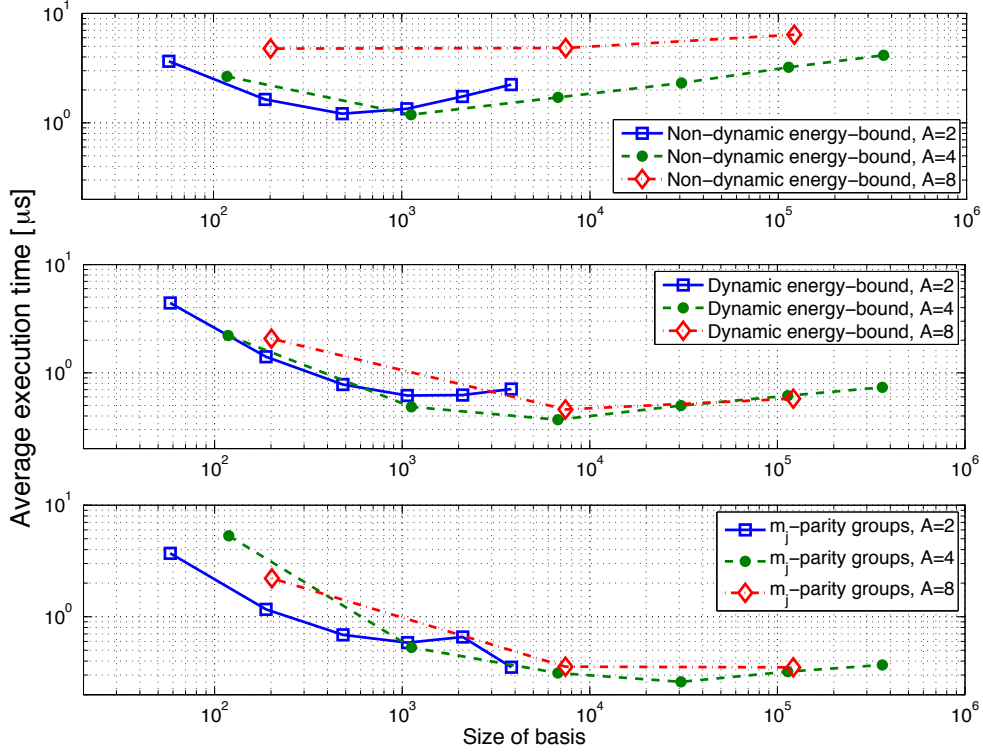 10^1
10^0
Non-dynamic energy-bound, A=2
Non-dynamic energy-bound, A=4
Non-dynamic energy-bound, A=8
10^2 10^3 10^4 10^5 10^6
Average execution time [μs]
10^1
10^0
Dynamic energy-bound, A=2
Dynamic energy-bound, A=4
Dynamic energy-bound, A=8
10^2 10^3 10^4 10^5 10^6
10^1
10^0
m_j-parity groups, A=2
m_j-parity groups, A=4
m_j-parity groups, A=8
10^2 10^3 10^4 10^5 10^6
Size of basis